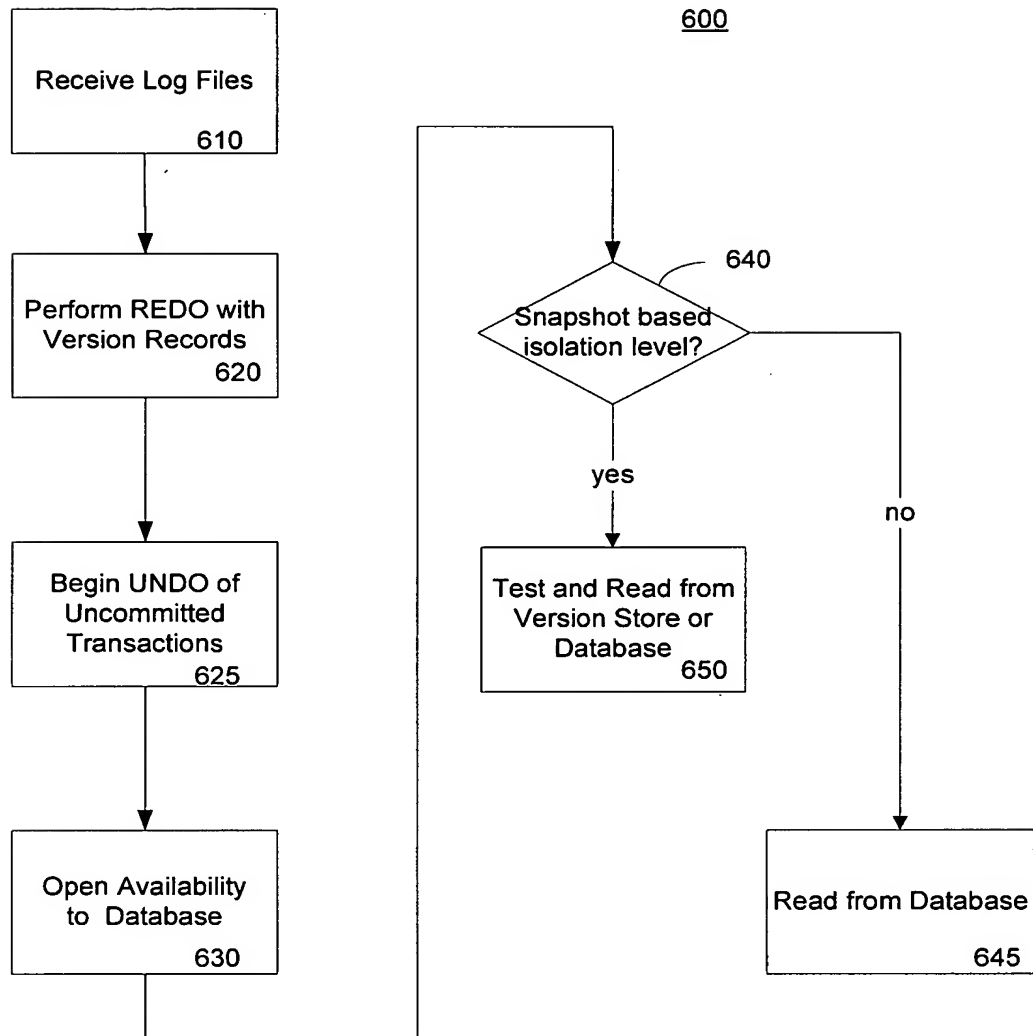 600
Receive Log Files
610
Perform REDO with
Version Records
620
Begin UNDO of
Uncommitted
Transactions
625
Open Availability
to Database
630
640
Snapshot based
isolation level?
yes
no
Test and Read from
Version Store or
Database
650
Read from Database
645